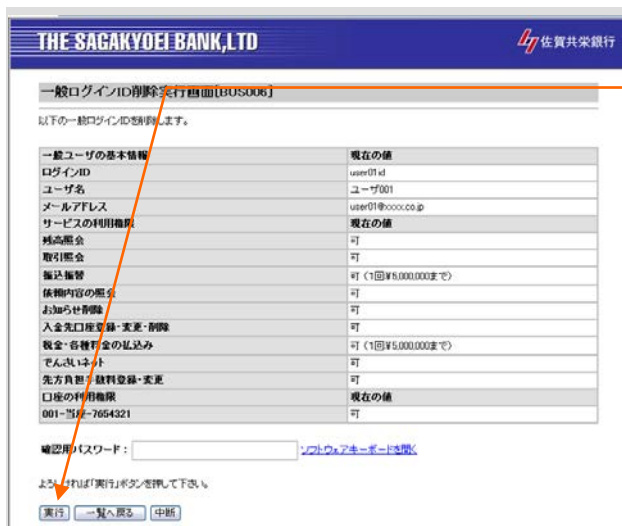 THE SAGAKYOEI BANK,LTD 佐賀共栄銀行
一般ログインID削除実行画面[BUS006]
以下の一般ログインIDを削除します。
一般ユーザの基本情報 現在の値
ログインID user01id
ユーザ名 ユーザ001
メールアドレス user01@xxxx.co.jp
サービスの利用権限 現在の値
残高照会 可
取引照会 可
振込振替 可 (1回¥5,000,000まで)
依頼内容の照会 可
お知らせ削除 可
入金先口座登録・変更・削除 可
税金・各種料金の払込み 可 (1回¥5,000,000まで)
でんさいネット 可
先方負担手数料登録・変更 可
口座の利用権限 現在の値
001-当座-7654321 可
確認用パスワード： ソフトウェアキーボードを開く
よろしければ「実行」ボタンを押して下さい。
実行 一覧へ戻る 中断